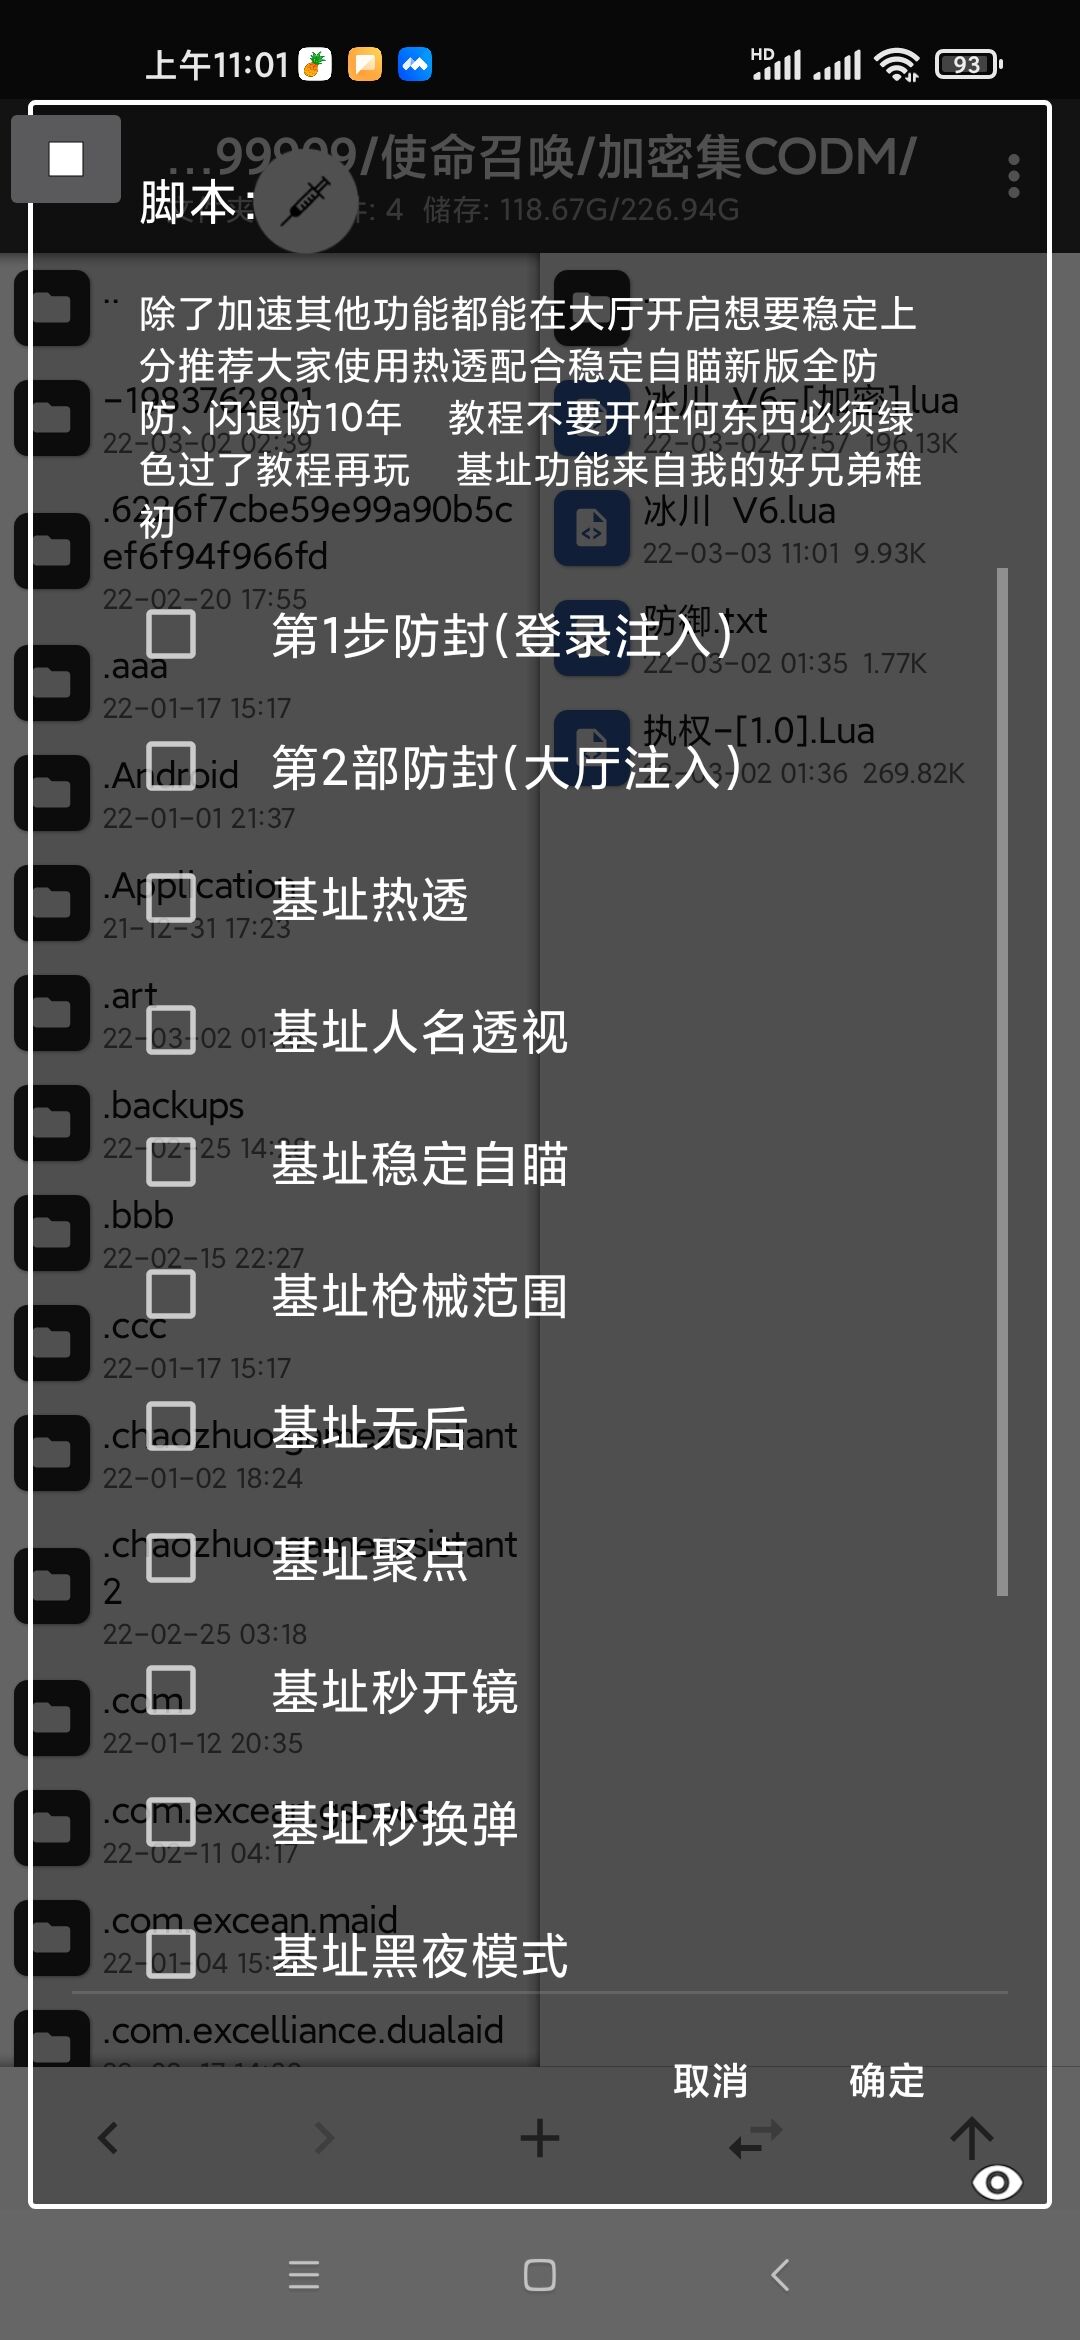 上午11:01
HD
93
…99999/使命召唤/加密集CODM/
脚本:
件: 4 储存: 118.67G/226.94G
除了加速其他功能都能在大厅开启想要稳定上
分推荐大家使用热透配合稳定自瞄新版全防
防、闪退防10年 教程不要开任何东西必须绿
色过了教程再玩 基址功能来自我的好兄弟稚
初
第1步防封(登录注入)
第2部防封(大厅注入)
基址热透
基址人名透视
基址稳定自瞄
基址枪械范围
基址无后
基址聚点
基址秒开镜
基址秒换弹
基址黑夜模式
取消 确定
..
-1983762891
22-03-02 02:39
.6226f7cbe59e99a90b5c
ef6f94f966fd
22-02-20 17:55
.aaa
22-01-17 15:17
.Android
22-01-01 21:37
.Application
21-12-31 17:23
.art
22-03-02 01:
.backups
22-02-25 14:
.bbb
22-02-15 22:27
.ccc
22-01-17 15:17
.chaozhuo.gameassistant
22-01-02 18:24
.chaozhuo.gameassistant
2
22-02-25 03:18
.com
22-01-12 20:35
.com.excean.gspace
22-02-11 04:17
.com.excean.maid
22-01-04 15:
.com.excelliance.dualaid
冰川 V6-[加密].lua
22-03-02 07:57 196.13K
冰川 V6.lua
22-03-03 11:01 9.93K
防御.txt
22-03-02 01:35 1.77K
执权-[1.0].Lua
22-03-02 01:36 269.82K